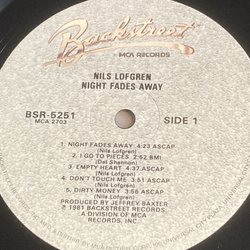 Backstreet
MCA RECORDS
NILS LOFGREN
NIGHT FADES AWAY
BSR-5251
MCA 2703
SIDE 1
1. NIGHT FADES AWAY 4:23 ASCAP
(Nils Lofgren)
2. I GO TO PIECES 2:52 BMI
(Del Shannon)
3. EMPTY HEART 4:37 ASCAP
(Nils Lofgren)
4. DON'T TOUCH ME 4:11 ASCAP
(Nils Lofgren)
5. DIRTY MONEY 3:56 ASCAP
(Nils Lofgren)
PRODUCED BY JEFFREY BAXTER
℗ 1981 BACKSTREET RECORDS
A DIVISION OF MCA
RECORDS, INC.